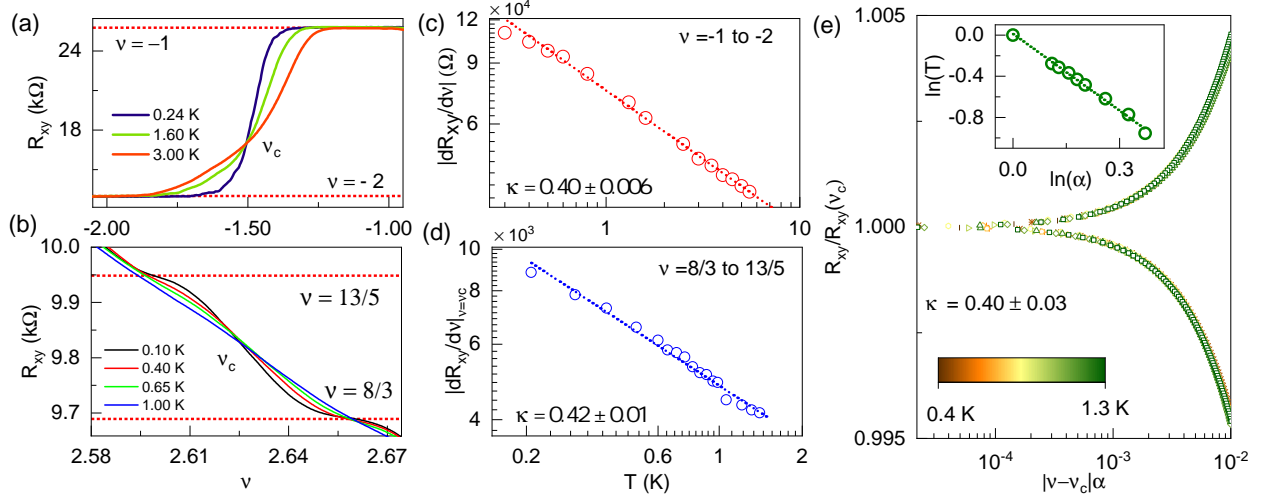 (a)
R_xy (kΩ)
26
22
18
ν = –1
0.24 K
1.60 K
3.00 K
ν_c
ν = - 2
-2.00
-1.50
-1.00
(b)
R_xy (kΩ)
10.0
9.9
9.8
9.7
ν = 13/5
ν_c
0.10 K
0.40 K
0.65 K
1.00 K
ν = 8/3
2.58
2.61
2.64
2.67
ν
(c)
×10⁴
|dR_xy/dν| (Ω)
12
10
8
6
ν =-1 to -2
κ = 0.40 ± 0.006
1
10
(d)
×10³
|dR_xy/dν|_ν=νc
10
8
6
4
ν =8/3 to 13/5
κ = 0.42 ± 0.01
0.2
0.6
1
2
T (K)
(e)
R_xy/R_xy(ν_c)
1.005
1.000
0.995
ln(T)
0.0
-0.4
-0.8
0.0
0.3
ln(α)
κ = 0.40 ± 0.03
0.4 K
1.3 K
10⁻⁴
10⁻³
10⁻²
|ν–ν_c|α